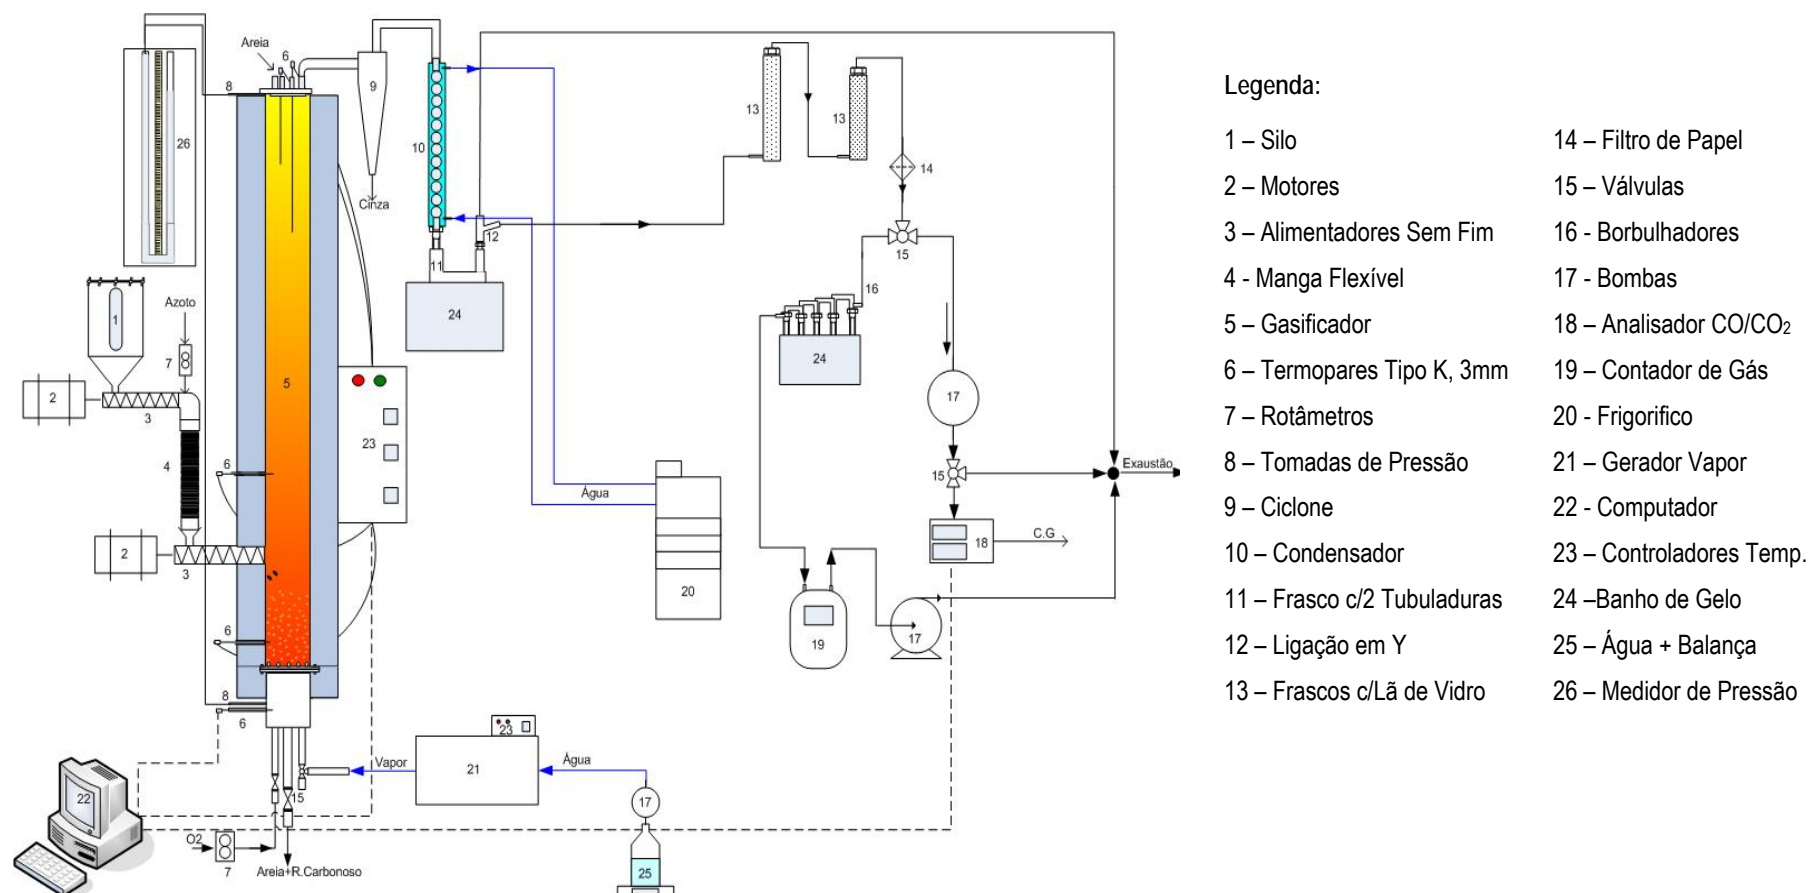 Areia
6
8
9
26
13
13
10
14
Cinza
12
15
11
Azoto
16
1
24
7
24
5
17
2
3
23
4
6
15
Exaustão
Água
18
C.G
2
3
20
6
19
17
8
6
23
Vapor
Água
21
22
15
17
O2
7
Areia+R.Carbonoso
25
Legenda:
1 – Silo
2 – Motores
3 – Alimentadores Sem Fim
4 - Manga Flexível
5 – Gasificador
6 – Termopares Tipo K, 3mm
7 – Rotâmetros
8 – Tomadas de Pressão
9 – Ciclone
10 – Condensador
11 – Frasco c/2 Tubuladuras
12 – Ligação em Y
13 – Frascos c/Lã de Vidro
14 – Filtro de Papel
15 – Válvulas
16 - Borbulhadores
17 - Bombas
18 – Analisador CO/CO₂
19 – Contador de Gás
20 - Frigorifico
21 – Gerador Vapor
22 - Computador
23 – Controladores Temp.
24 –Banho de Gelo
25 – Água + Balança
26 – Medidor de Pressão